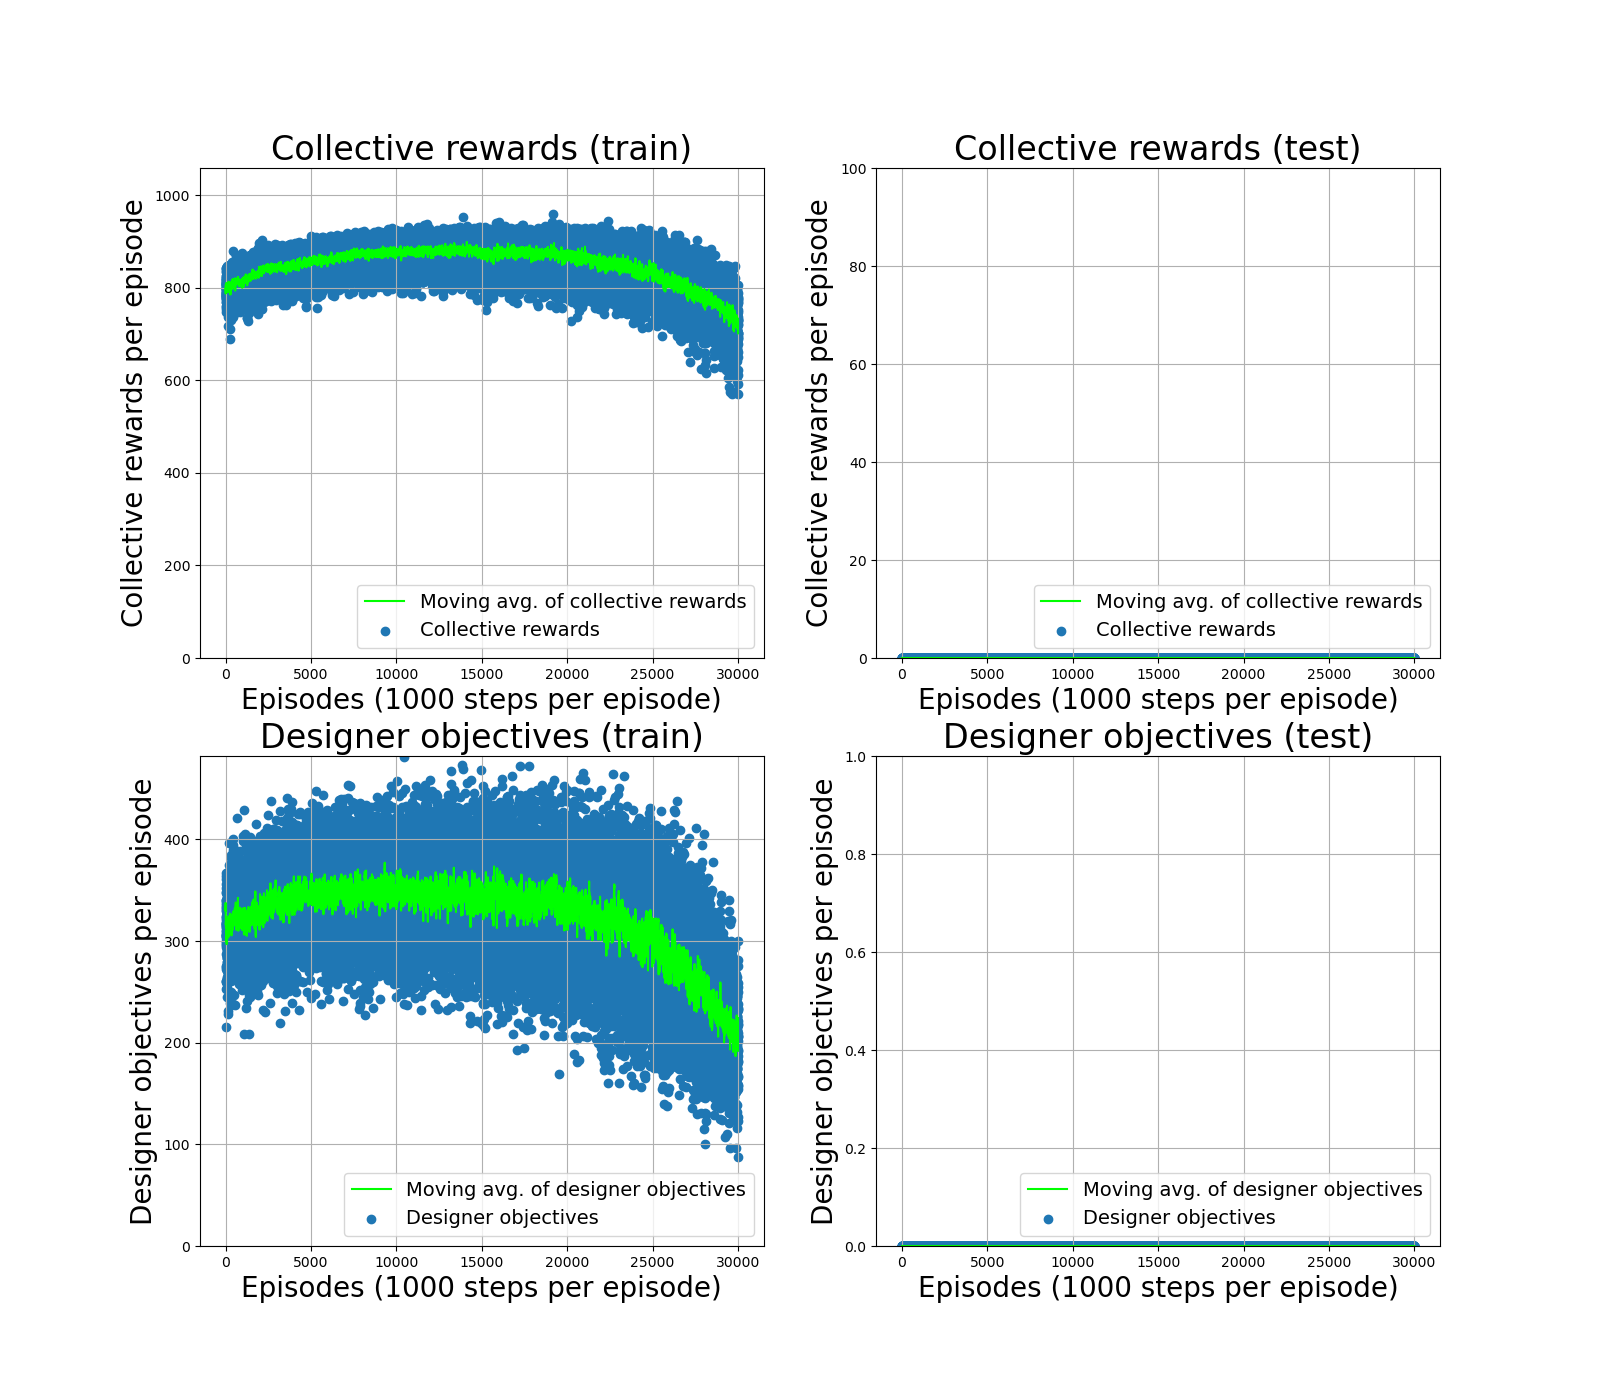 Collective rewards (train)
Collective rewards per episode
1000
800
600
400
200
0
Moving avg. of collective rewards
Collective rewards
0 5000 10000 15000 20000 25000 30000
Episodes (1000 steps per episode)
Collective rewards (test)
Collective rewards per episode
100
80
60
40
20
0
Moving avg. of collective rewards
Collective rewards
0 5000 10000 15000 20000 25000 30000
Episodes (1000 steps per episode)
Designer objectives (train)
Designer objectives per episode
400
300
200
100
0
Moving avg. of designer objectives
Designer objectives
0 5000 10000 15000 20000 25000 30000
Episodes (1000 steps per episode)
Designer objectives (test)
Designer objectives per episode
1.0
0.8
0.6
0.4
0.2
0.0
Moving avg. of designer objectives
Designer objectives
0 5000 10000 15000 20000 25000 30000
Episodes (1000 steps per episode)